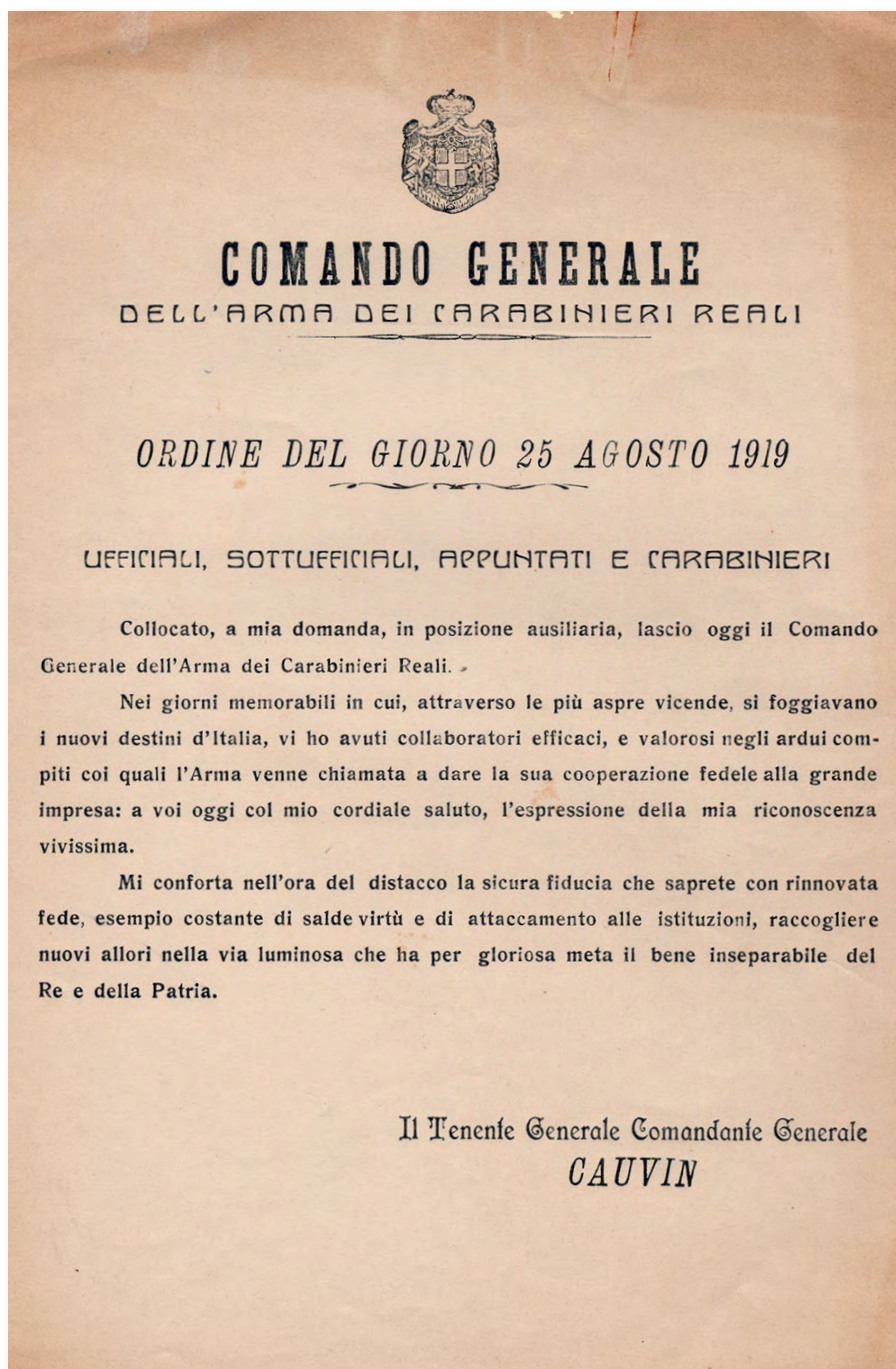 COMANDO GENERALE
DELL'ARMA DEI CARABINIERI REALI
ORDINE DEL GIORNO 25 AGOSTO 1919
UFFICIALI, SOTTUFFICIALI, APPUNTATI E CARABINIERI
Collocato, a mia domanda, in posizione ausiliaria, lascio oggi il Comando
Generale dell'Arma dei Carabinieri Reali.
Nei giorni memorabili in cui, attraverso le più aspre vicende, si foggiavano
i nuovi destini d'Italia, vi ho avuti collaboratori efficaci, e valorosi negli ardui com-
piti coi quali l'Arma venne chiamata a dare la sua cooperazione fedele alla grande
impresa: a voi oggi col mio cordiale saluto, l'espressione della mia riconoscenza
vivissima.
Mi conforta nell'ora del distacco la sicura fiducia che saprete con rinnovata
fede, esempio costante di salde virtù e di attaccamento alle istituzioni, raccogliere
nuovi allori nella via luminosa che ha per gloriosa meta il bene inseparabile del
Re e della Patria.
Il Tenente Generale Comandante Generale
CAUVIN